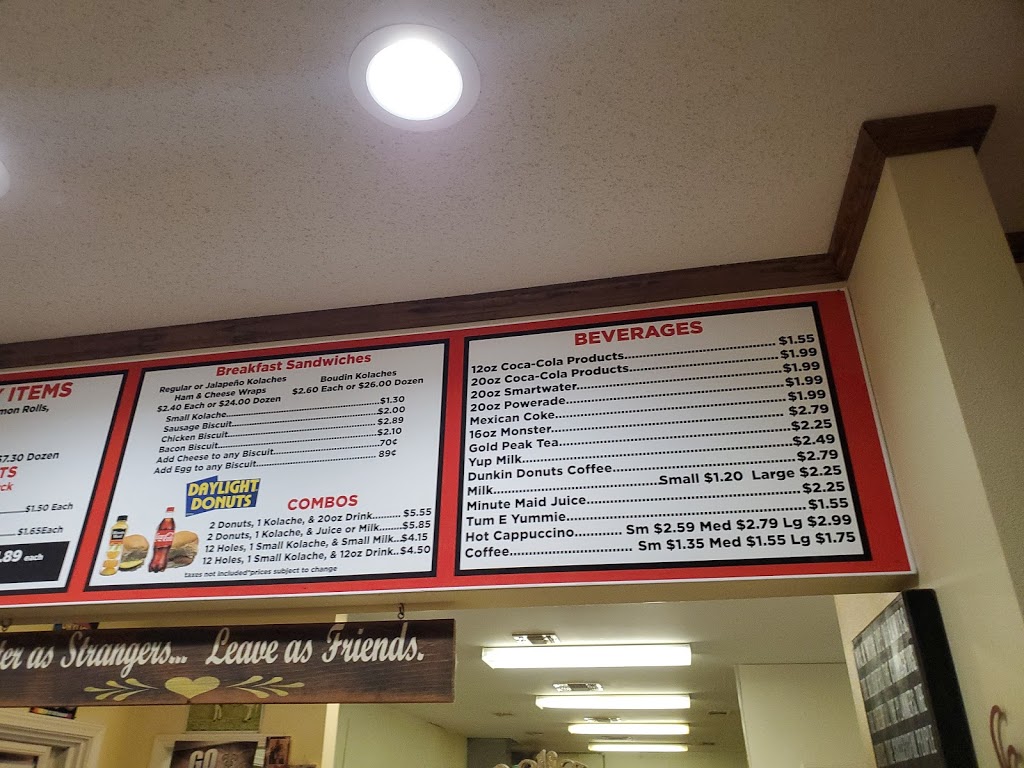 Y ITEMS
mon Rolls,
$7.30 Dozen
TS
ck
$1.50 Each
$1.65Each
.89 each
Breakfast Sandwiches
Regular or Jalapeño Kolaches
Ham & Cheese Wraps
$2.40 Each or $24.00 Dozen
Boudin Kolaches
$2.60 Each or $26.00 Dozen
Small Kolache....................$1.30
Sausage Biscuit....................$2.00
Chicken Biscuit....................$2.89
Bacon Biscuit....................$2.10
Add Cheese to any Biscuit....................70¢
Add Egg to any Biscuit.................... 89¢
DAYLIGHT
DONUTS
COMBOS
2 Donuts, 1 Kolache, & 20oz Drink.........$5.55
2 Donuts, 1 Kolache, & Juice or Milk.......$5.85
12 Holes, 1 Small Kolache, & Small Milk...$4.15
12 Holes, 1 Small Kolache, & 12oz Drink..$4.50
taxes not included*prices subject to change
BEVERAGES
12oz Coca-Cola Products.................... $1.55
20oz Coca-Cola Products.................... $1.99
20oz Smartwater.................... $1.99
20oz Powerade.................... $1.99
Mexican Coke.................... $1.99
16oz Monster.................... $2.79
Gold Peak Tea.................... $2.25
Yup Milk.................... $2.49
Dunkin Donuts Coffee.................... $2.79
Milk....................Small $1.20 Large $2.25
Minute Maid Juice.................... $2.25
Tum E Yummie.................... $1.55
Hot Cappuccino........... Sm $2.59 Med $2.79 Lg $2.99
Coffee............................. Sm $1.35 Med $1.55 Lg $1.75
ter as Strangers... Leave as Friends.
GO